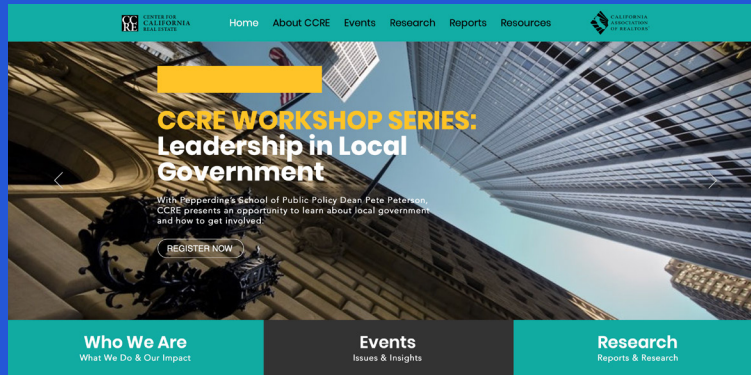 CC
RE
CENTER FOR
CALIFORNIA
REAL ESTATE
Home About CCRE Events Research Reports Resources
CALIFORNIA
ASSOCIATION
OF REALTORS®
CCRE WORKSHOP SERIES:
Leadership in Local
Government
With Pepperdine's School of Public Policy Dean Pete Peterson,
CCRE presents an opportunity to learn about local government
and how to get involved.
REGISTER NOW
Who We Are
What We Do & Our Impact
Events
Issues & Insights
Research
Reports & Research